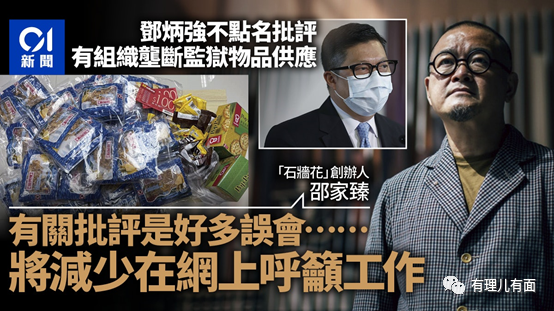 01
新聞
鄧炳強不點名批評
有組織壟斷監獄物品供應
「石牆花」創辦人
邵家臻
有關批評是好多誤會……
將減少在網上呼籲工作
有理儿有面